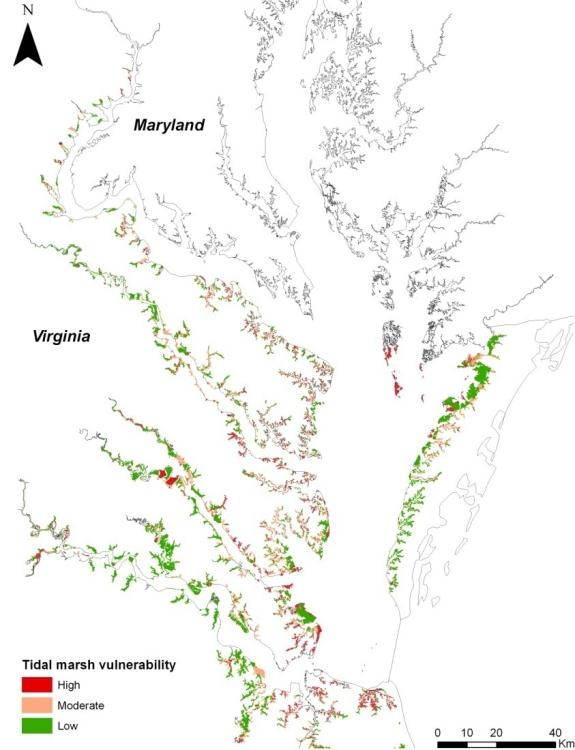 N
Maryland
Virginia
Tidal marsh vulnerability
High
Moderate
Low
0 10 20 40
Km